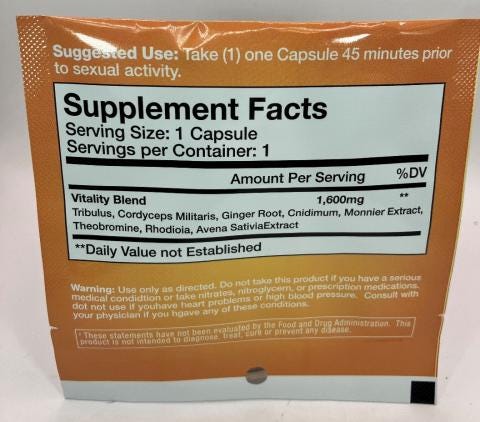 Suggested Use: Take (1) one Capsule 45 minutes prior
to sexual activity.
Supplement Facts
Serving Size: 1 Capsule
Servings per Container: 1
Amount Per Serving %DV
Vitality Blend 1,600mg **
Tribulus, Cordyceps Militaris, Ginger Root, Cnidimum, Monnier Extract,
Theobromine, Rhodioia, Avena SativiaExtract
**Daily Value not Established
Warning: Use only as directed. Do not take this product if you have a serious
medical condidtion or take nitrates, nitroglycern, or prescription medications.
dot not use if youhave heart problems or high blood pressure. Consult with
your physician if you hgave any of these conditions.
* These statements have not been evaluated by the Food and Drug Administration. This
product is not intended to diagnose, treat, cure or prevent any disease.